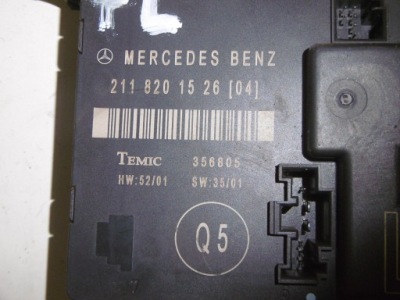 MERCEDES BENZ
211 820 15 26 [04]
TEMIC 356805
HW:52/01 SW:35/01
Q5